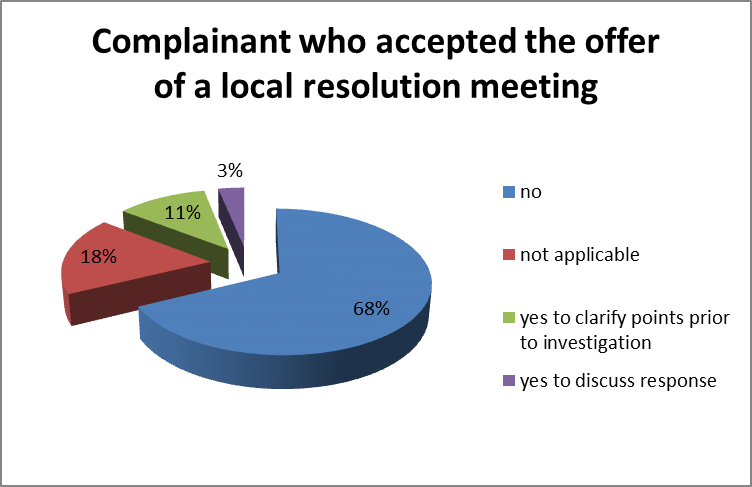 Complainant who accepted the offer
of a local resolution meeting
3%
11%
18%
68%
no
not applicable
yes to clarify points prior
to investigation
yes to discuss response